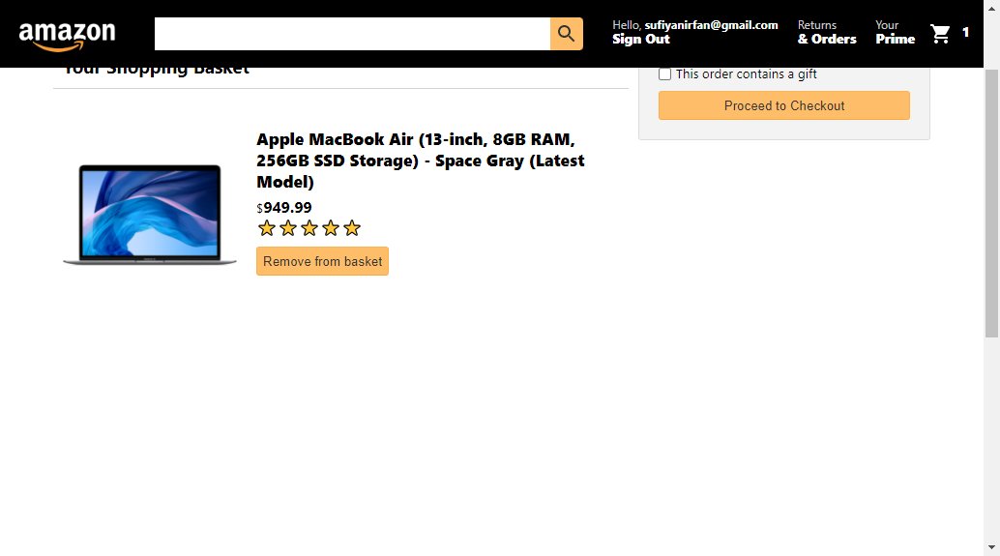 amazon
Hello, sufiyanirfan@gmail.com
Sign Out
Returns
& Orders
Your
Prime
1
Your Shopping Basket
This order contains a gift
Proceed to Checkout
Apple MacBook Air (13-inch, 8GB RAM,
256GB SSD Storage) - Space Gray (Latest
Model)
$949.99
Remove from basket